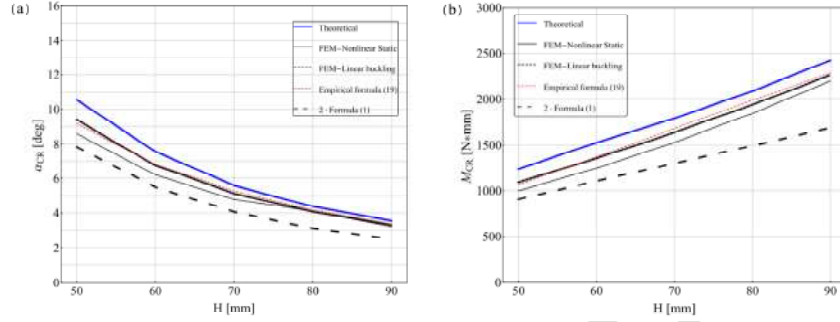 (a)
16
14
12
10
8
6
4
2
0
α_CR [deg]
50 60 70 80 90
H [mm]
Theoretical
FEM−Nonlinear Static
FEM−Linear buckling
Empirical formula (19)
2 · Formula (1)
(b)
3000
2500
2000
1500
1000
500
0
M_CR [N*mm]
50 60 70 80 90
H [mm]
Theoretical
FEM−Nonlinear Static
FEM−Linear buckling
Empirical formula (19)
2 · Formula (1)